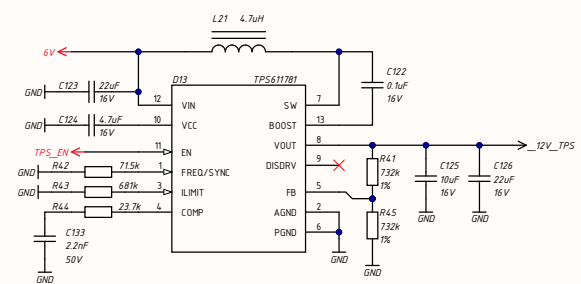 L21 4.7uH
6V
D13 TPS611781
C123 22uF
16V
GND
C124 4.7uF
16V
GND
TPS_EN
GND R42 71.5k
GND R43 681k
R44 23.7k
C133
2.2nF
50V
GND
12 VIN
10 VCC
11 EN
1 FREQ/SYNC
3 ILIMIT
4 COMP
SW 7
BOOST 13
VOUT 8
DISDRV 9
FB 5
AGND 2
PGND 6
C122
0.1uF
16V
_12V_TPS
R41
732k
1%
C125
10uF
16V
GND
C126
22uF
16V
GND
R45
732k
1%
GND
GND